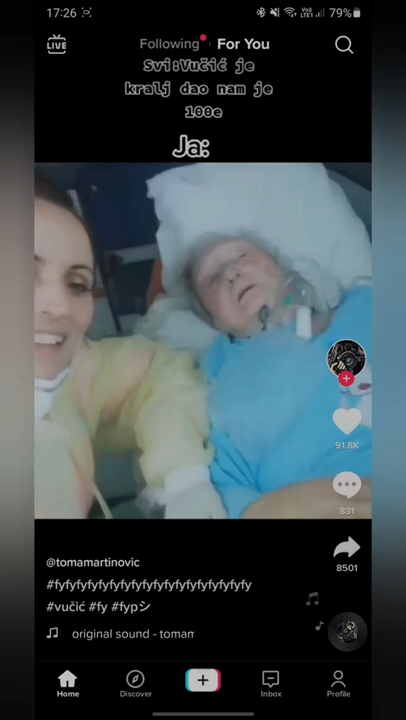 17:26
79%
LIVE
Following
For You
Svi:Vučić je
kralj dao nam je
100e
Ja:
91.8K
831
8501
@tomamartinovic
#fyfyfyfyfyfyfyfyfyfyfyfyfyfyfyfyfyfy
#vučić #fy #fypシ
original sound - toman
Home
Discover
Inbox
Profile